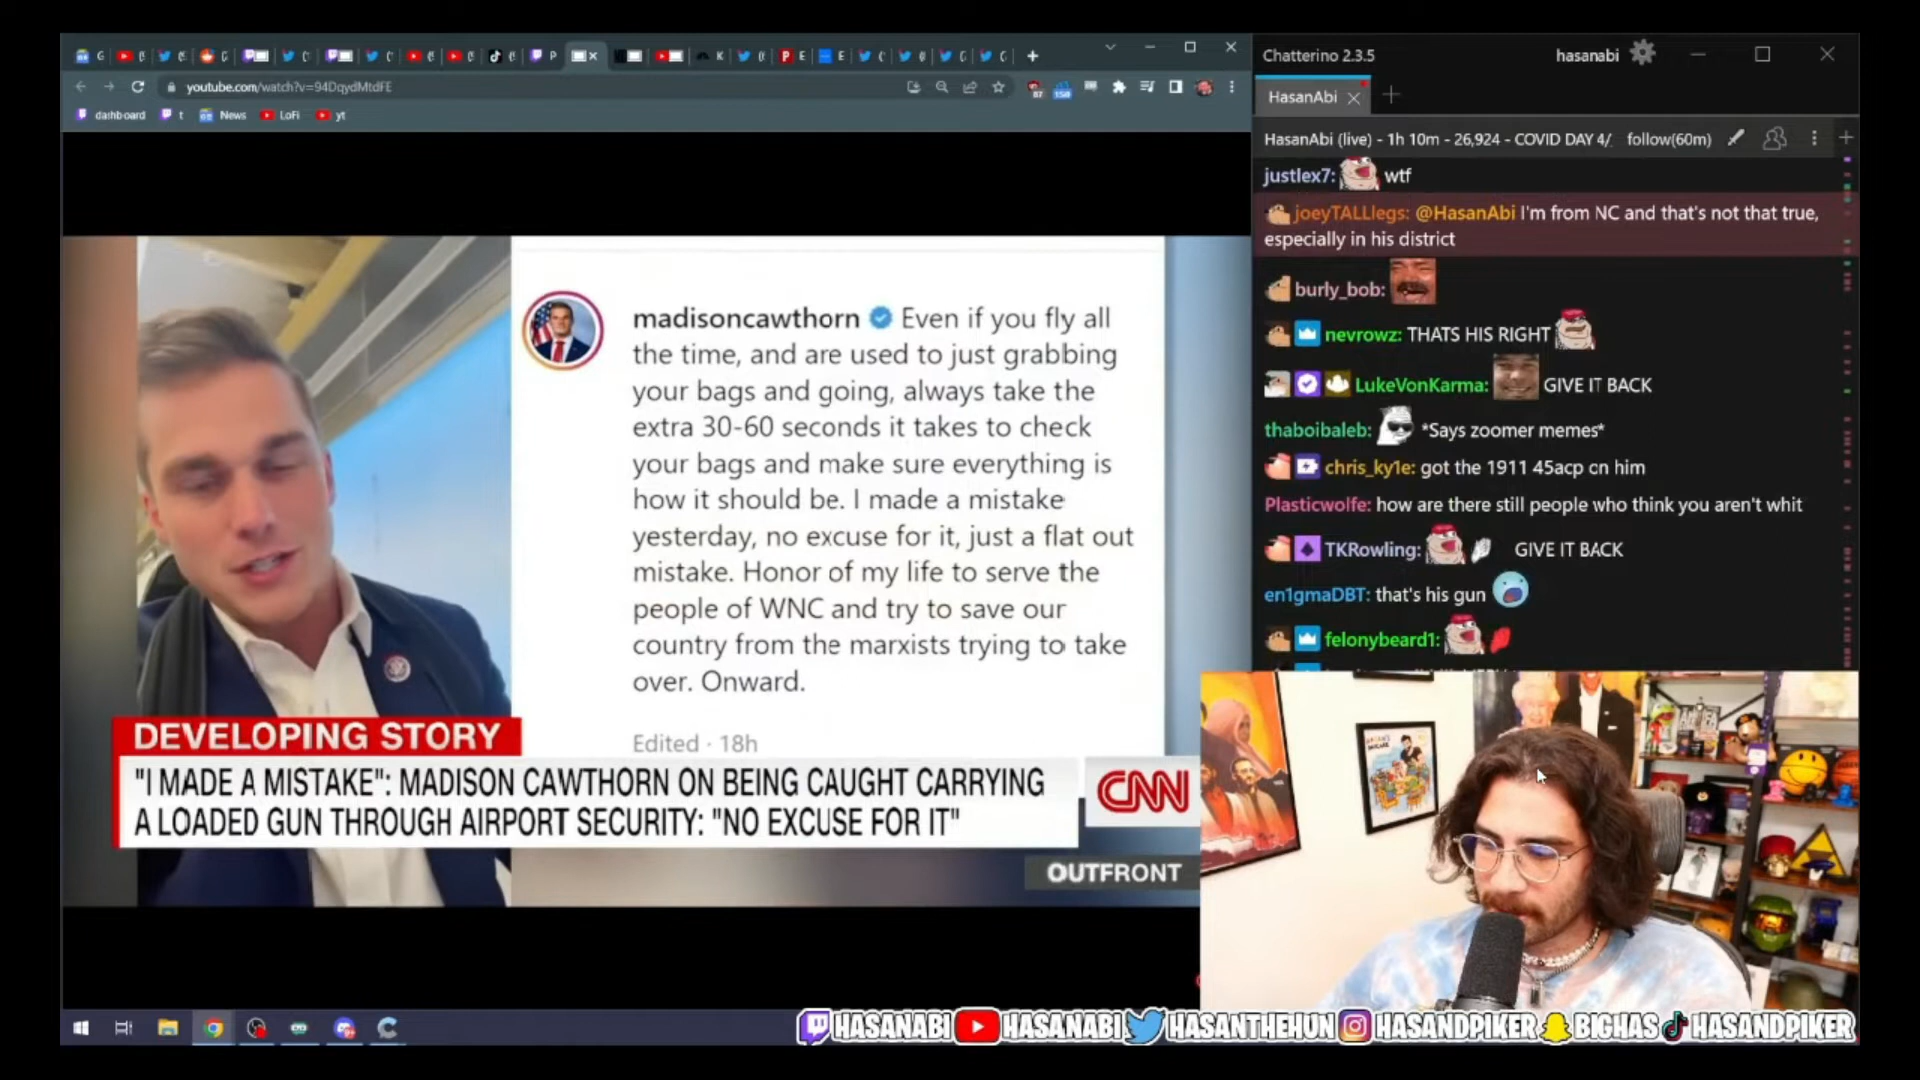 youtube.com/watch?v=94DqydMtdFE
dashboard
t
News
LoFi
yt
madisoncawthorn Even if you fly all
the time, and are used to just grabbing
your bags and going, always take the
extra 30-60 seconds it takes to check
your bags and make sure everything is
how it should be. I made a mistake
yesterday, no excuse for it, just a flat out
mistake. Honor of my life to serve the
people of WNC and try to save our
country from the marxists trying to take
over. Onward.
Edited · 18h
DEVELOPING STORY
"I MADE A MISTAKE": MADISON CAWTHORN ON BEING CAUGHT CARRYING
A LOADED GUN THROUGH AIRPORT SECURITY: "NO EXCUSE FOR IT"
CNN
OUTFRONT
Chatterino 2.3.5
hasanabi
HasanAbi
HasanAbi (live) - 1h 10m - 26,924 - COVID DAY 4/
follow(60m)
justlex7: wtf
joeyTALLlegs: @HasanAbi I'm from NC and that's not that true,
especially in his district
burly_bob:
nevrowz: THATS HIS RIGHT
LukeVonKarma: GIVE IT BACK
thaboibaleb: *Says zoomer memes*
chris_ky1e: got the 1911 45acp cn him
Plasticwolfe: how are there still people who think you aren't whit
TKRowling: GIVE IT BACK
en1gmaDBT: that's his gun
felonybeard1:
HASANABI HASANABI HASANTHEHUN HASANDPIKER BIGHAS HASANDPIKER